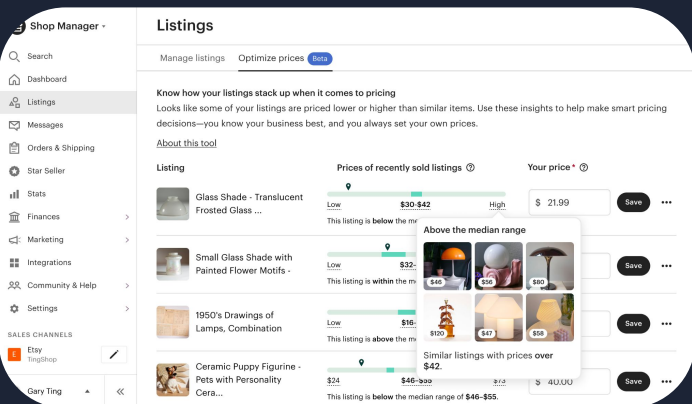 Shop Manager
Listings
Search
Manage listings
Optimize prices
Beta
Dashboard
Know how your listings stack up when it comes to pricing
Listings
Looks like some of your listings are priced lower or higher than similar items. Use these insights to help make smart pricing
decisions—you know your business best, and you always set your own prices.
Messages
About this tool
Orders & Shipping
Star Seller
Listing
Prices of recently sold listings
Your price *
Stats
Glass Shade - Translucent
Frosted Glass ...
Low
$30-$42
High
$ 21.99
Save
This listing is below the me
Finances
Marketing
Integrations
Community & Help
Settings
Above the median range
$46
$56
$80
$120
$47
$58
Similar listings with prices over
$42.
Small Glass Shade with
Painted Flower Motifs -
Low
$32-
This listing is within the m
Save
1950's Drawings of
Lamps, Combination
Low
$16-
This listing is above the me
Save
SALES CHANNELS
E
Etsy
TingShop
Ceramic Puppy Figurine -
Pets with Personality
Cera...
$24
$46–$55
$73
This listing is below the median range of $46–$55.
$ 40.00
Save
Gary Ting